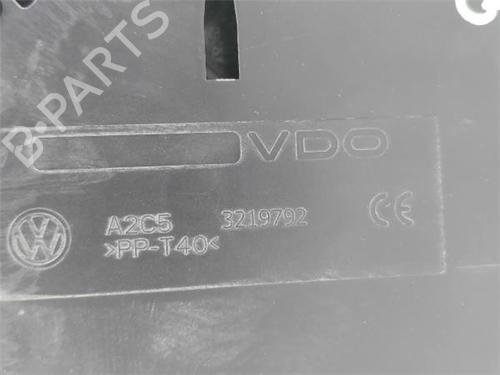 VDO
A2C5 3219792
>PP-T40<
CE
B-PARTS